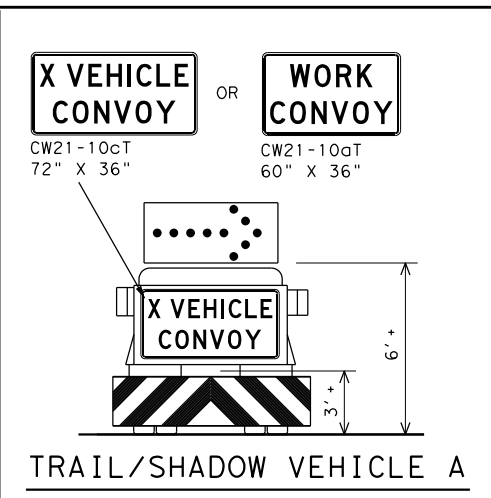 X VEHICLE
CONVOY
OR
WORK
CONVOY
CW21-10cT
72" X 36"
CW21-10aT
60" X 36"
X VEHICLE
CONVOY
6'+
3'+
TRAIL/SHADOW VEHICLE A